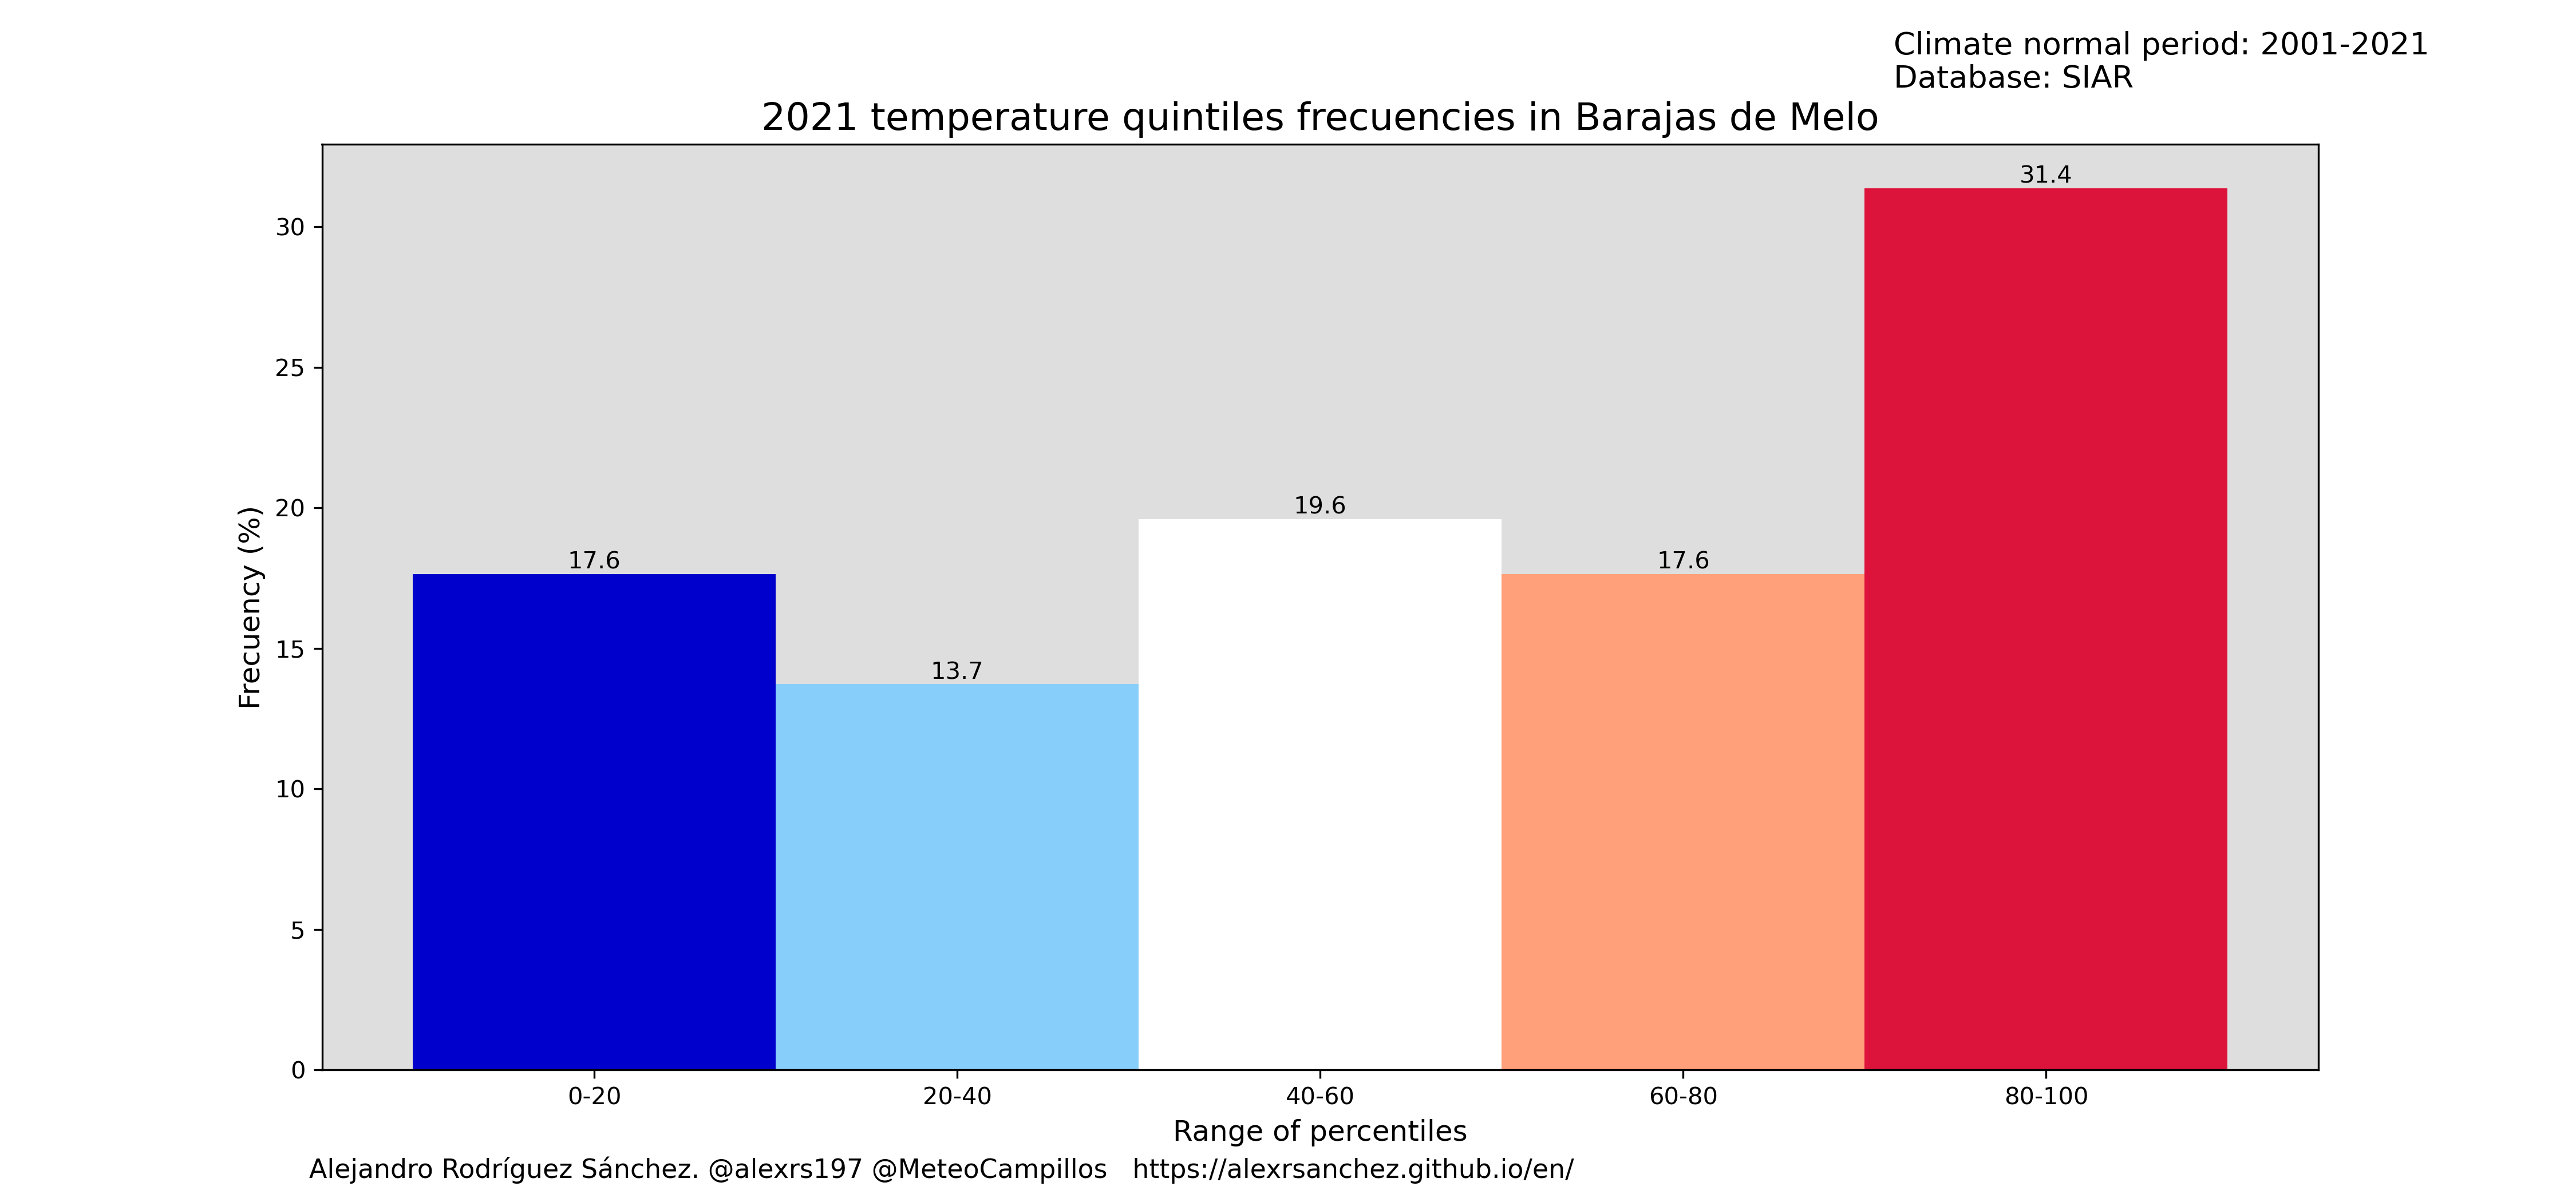 Climate normal period: 2001-2021
Database: SIAR
2021 temperature quintiles frecuencies in Barajas de Melo
Frecuency (%)
30
25
20
15
10
5
0
17.6
13.7
19.6
17.6
31.4
0-20
20-40
40-60
60-80
80-100
Range of percentiles
Alejandro Rodríguez Sánchez. @alexrs197 @MeteoCampillos https://alexrsanchez.github.io/en/